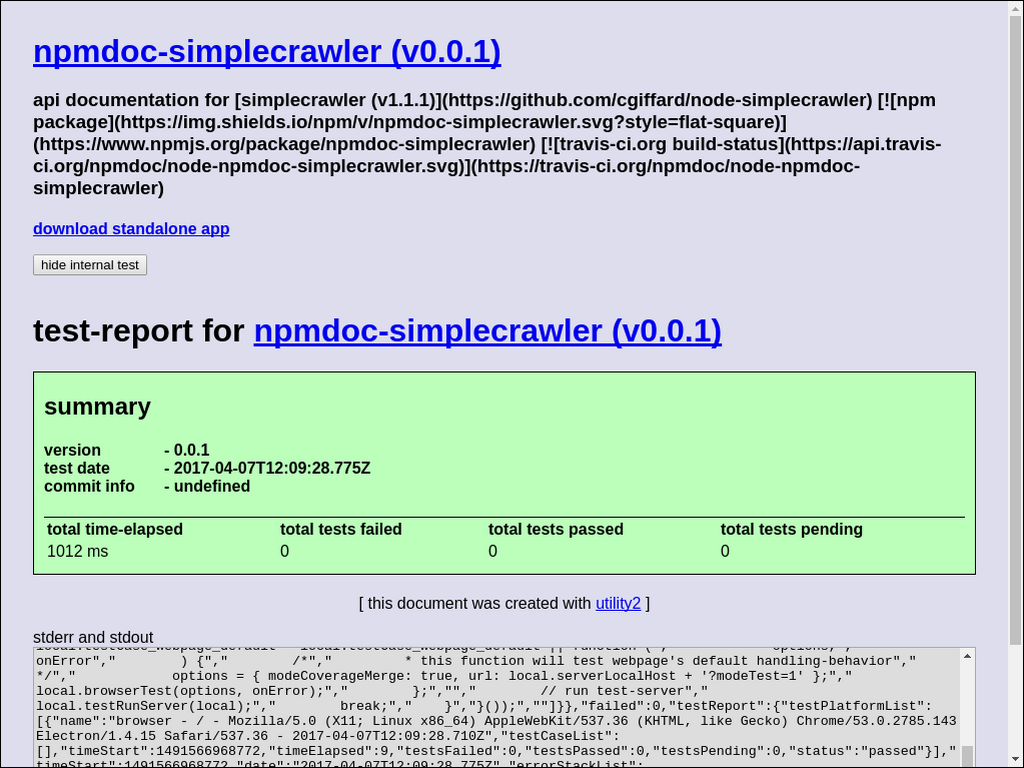 npmdoc-simplecrawler (v0.0.1)
api documentation for [simplecrawler (v1.1.1)](https://github.com/cgiffard/node-simplecrawler) [![npm
package](https://img.shields.io/npm/v/npmdoc-simplecrawler.svg?style=flat-square)]
(https://www.npmjs.org/package/npmdoc-simplecrawler) [![travis-ci.org build-status](https://api.travis-
ci.org/npmdoc/node-npmdoc-simplecrawler.svg)](https://travis-ci.org/npmdoc/node-npmdoc-
simplecrawler)
download standalone app
hide internal test
test-report for npmdoc-simplecrawler (v0.0.1)
summary
version - 0.0.1
test date - 2017-04-07T12:09:28.775Z
commit info - undefined
total time-elapsed total tests failed total tests passed total tests pending
1012 ms 0 0 0
[ this document was created with utility2 ]
stderr and stdout
local.testCase_webpage_default = local.testCase_webpage_default || function (","            options,","
onError","        ) {","        /*","         * this function will test webpage's default handling-behavior","
*/","            options = { modeCoverageMerge: true, url: local.serverLocalHost + '?modeTest=1' };","
local.browserTest(options, onError);","        };","","        // run test-server","
local.testRunServer(local);","        break;","    }","}());",""]}},"failed":0,"testReport":{"testPlatformList":
[{"name":"browser - / - Mozilla/5.0 (X11; Linux x86_64) AppleWebKit/537.36 (KHTML, like Gecko) Chrome/53.0.2785.143
Electron/1.4.15 Safari/537.36 - 2017-04-07T12:09:28.710Z","testCaseList":
[],"timeStart":1491566968772,"timeElapsed":9,"testsFailed":0,"testsPassed":0,"testsPending":0,"status":"passed"}],"
timeStart":1491566968772,"date":"2017-04-07T12:09:28.775Z","errorStackList":